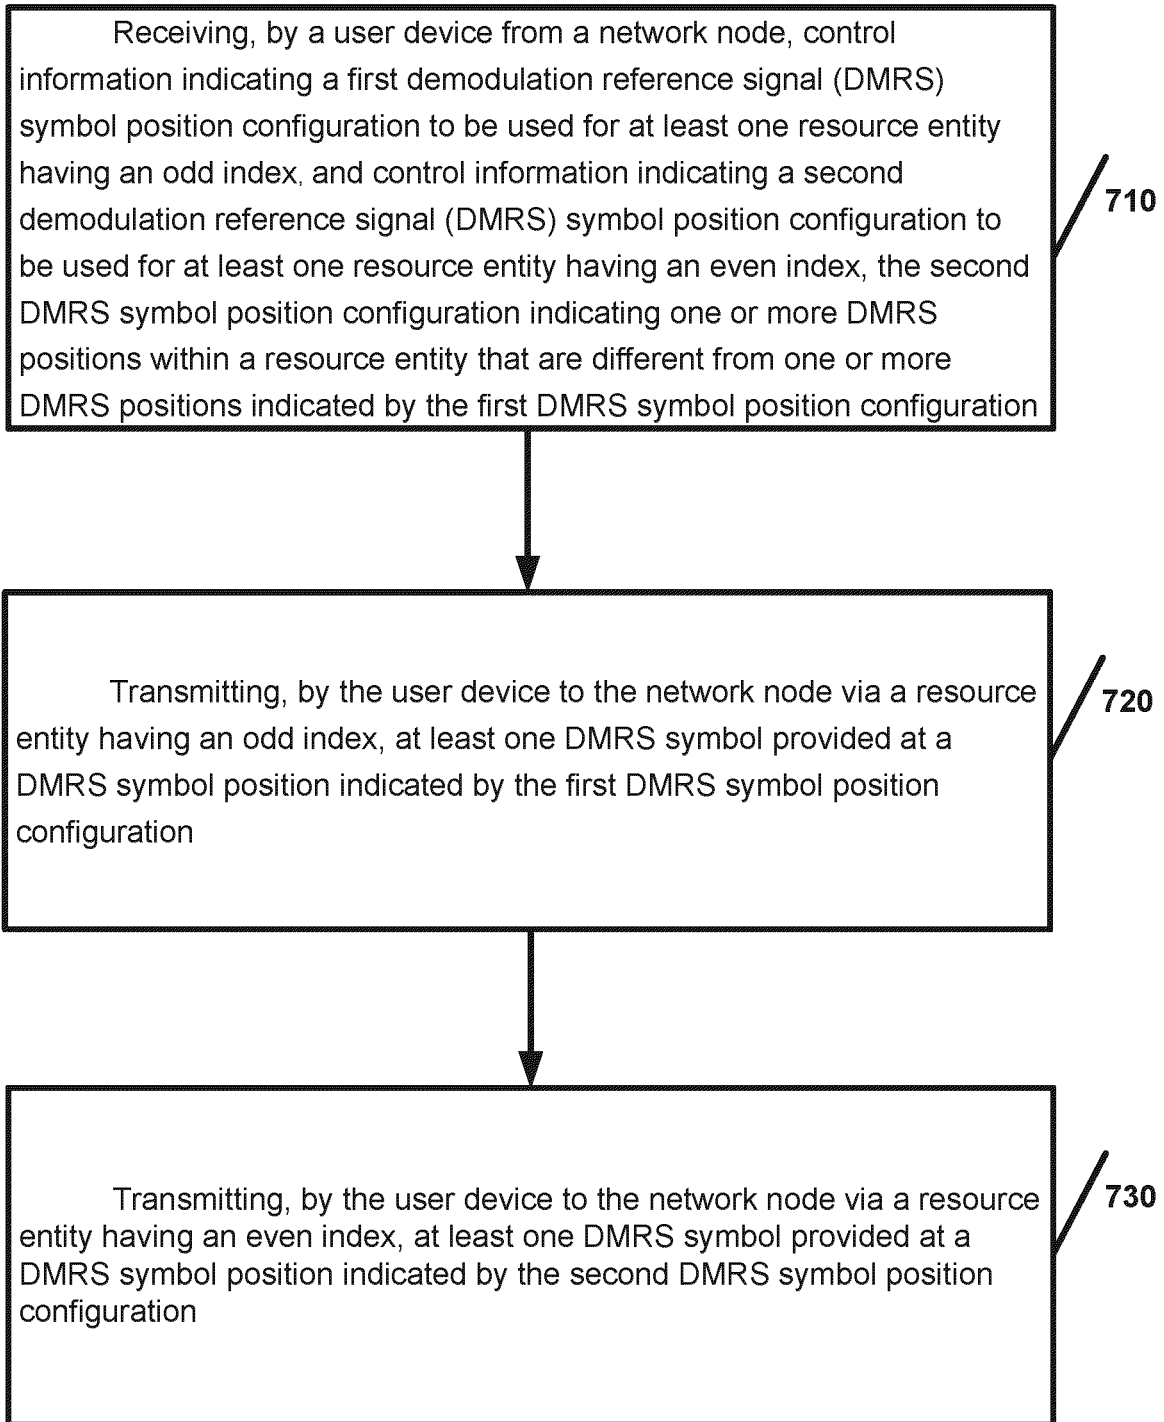 Receiving, by a user device from a network node, control
information indicating a first demodulation reference signal (DMRS)
symbol position configuration to be used for at least one resource entity
having an odd index, and control information indicating a second
demodulation reference signal (DMRS) symbol position configuration to
be used for at least one resource entity having an even index, the second
DMRS symbol position configuration indicating one or more DMRS
positions within a resource entity that are different from one or more
DMRS positions indicated by the first DMRS symbol position configuration
710
Transmitting, by the user device to the network node via a resource
entity having an odd index, at least one DMRS symbol provided at a
DMRS symbol position indicated by the first DMRS symbol position
configuration
720
Transmitting, by the user device to the network node via a resource
entity having an even index, at least one DMRS symbol provided at a
DMRS symbol position indicated by the second DMRS symbol position
configuration
730